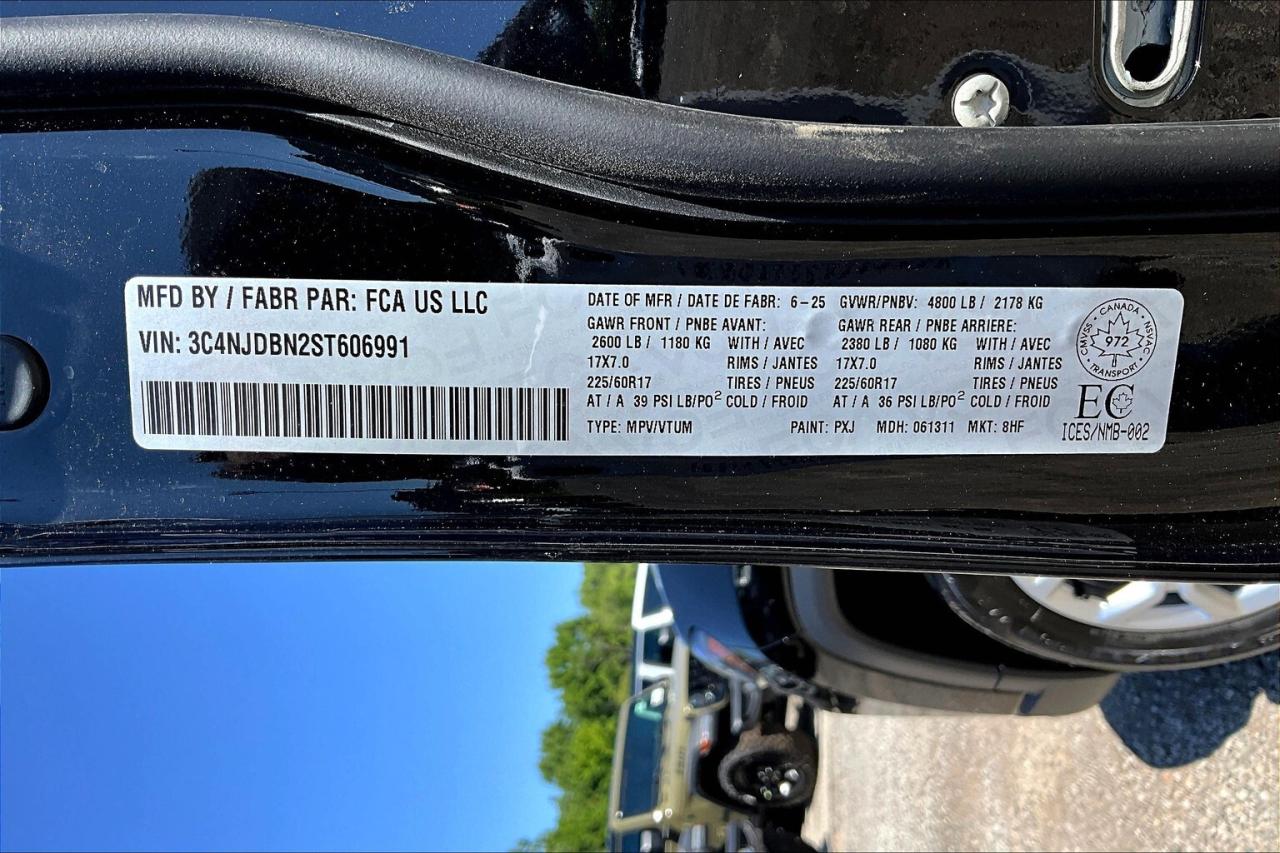 MFD BY / FABR PAR: FCA US LLC
VIN: 3C4NJDBN2ST606991
DATE OF MFR / DATE DE FABR: 6-25 GVWR/PNBV: 4800 LB / 2178 KG
GAWR FRONT / PNBE AVANT: GAWR REAR / PNBE ARRIERE:
2600 LB / 1180 KG WITH / AVEC 2380 LB / 1080 KG WITH / AVEC
17X7.0 RIMS / JANTES 17X7.0 RIMS / JANTES
225/60R17 TIRES / PNEUS 225/60R17 TIRES / PNEUS
AT / A 39 PSI LB/PO² COLD / FROID AT / A 36 PSI LB/PO² COLD / FROID
TYPE: MPV/VTUM PAINT: PXJ MDH: 061311 MKT: 8HF
CANADA
CMVSS 972 NSVAC
TRANSPORT
EC
ICES/NMB-002